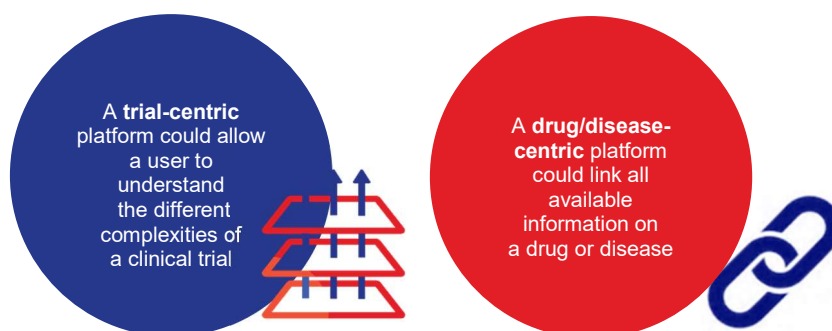 A trial-centric
platform could allow
a user to
understand
the different
complexities of
a clinical trial
A drug/disease-
centric platform
could link all
available
information on
a drug or disease